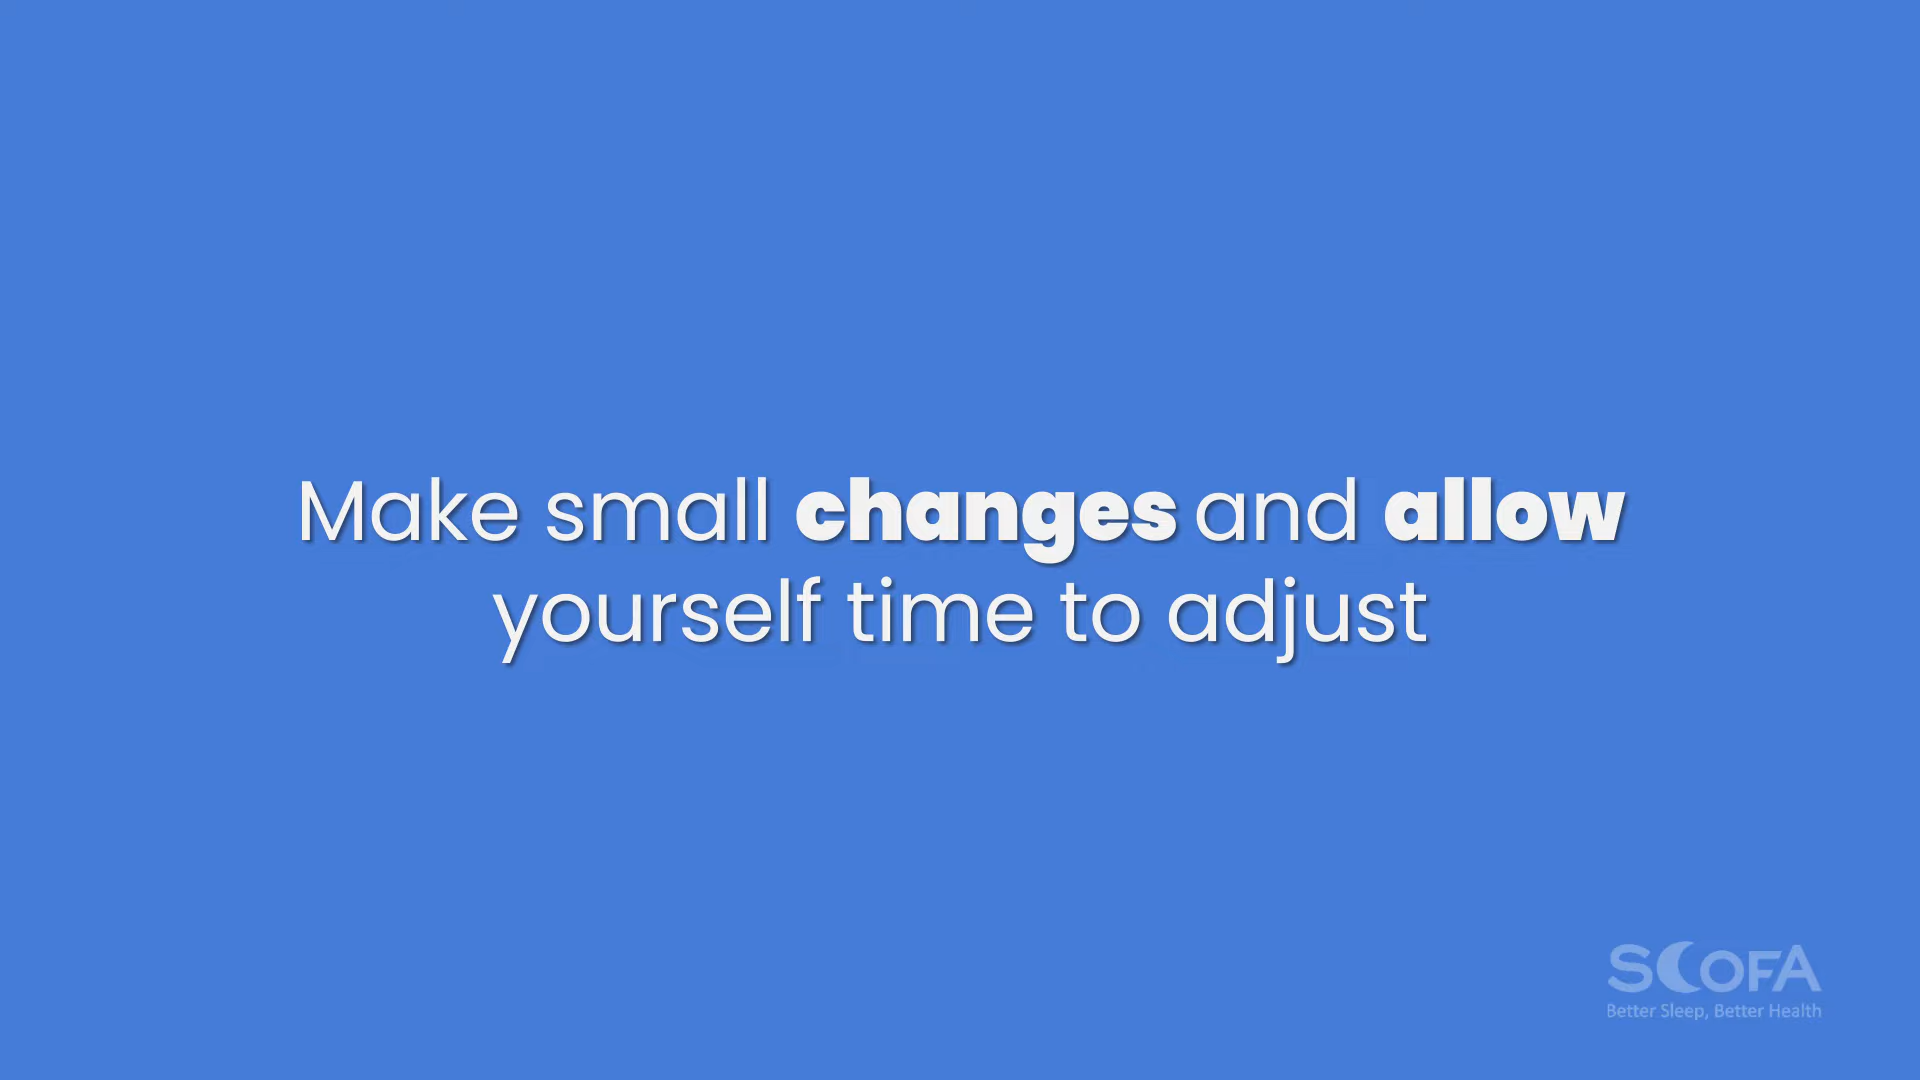 Make small changes and allow
yourself time to adjust
SCOFA
Better Sleep, Better Health